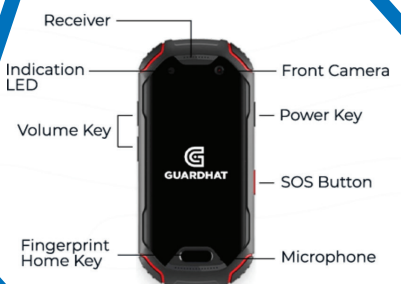 Receiver
Indication
LED
Front Camera
Volume Key
Power Key
GUARDHAT
SOS Button
Fingerprint
Home Key
Microphone